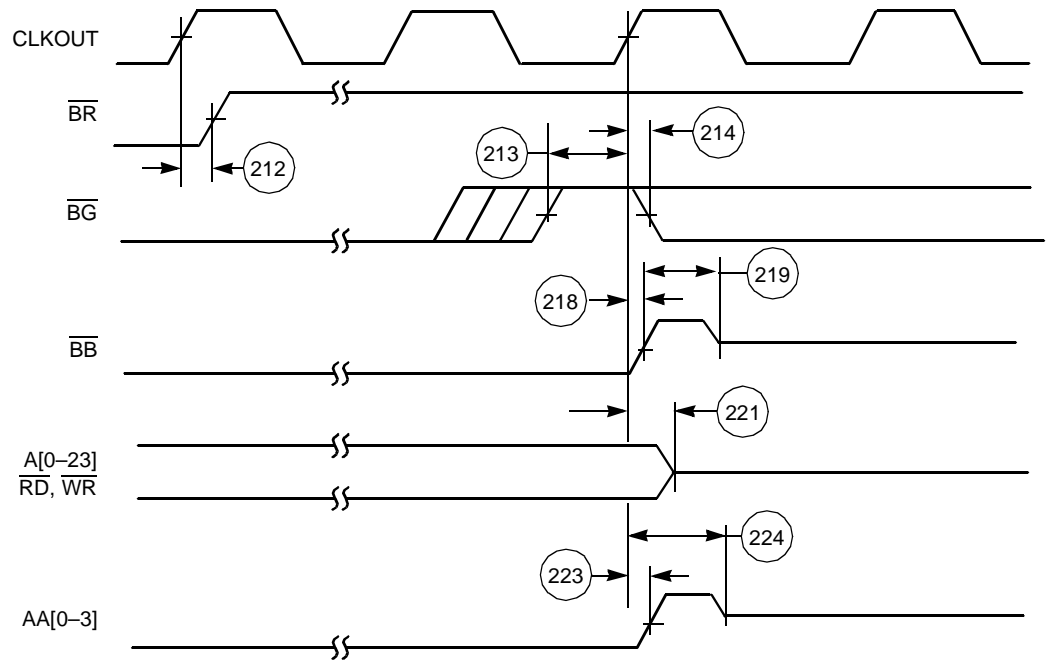 CLKOUT
BR
212
213
214
BG
218
219
BB
221
A[0–23]
RD, WR
224
223
AA[0–3]